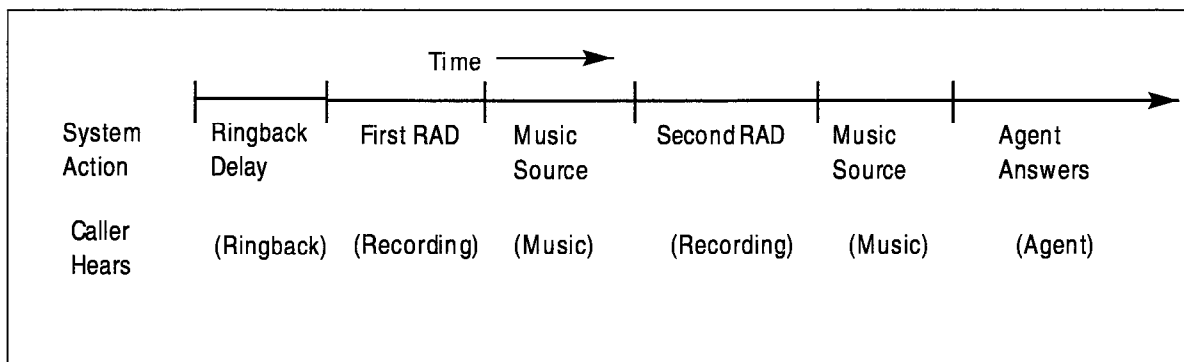 Time
System Action
Ringback Delay
First RAD
Music Source
Second RAD
Music Source
Agent Answers
Caller Hears
(Ringback)
(Recording)
(Music)
(Recording)
(Music)
(Agent)